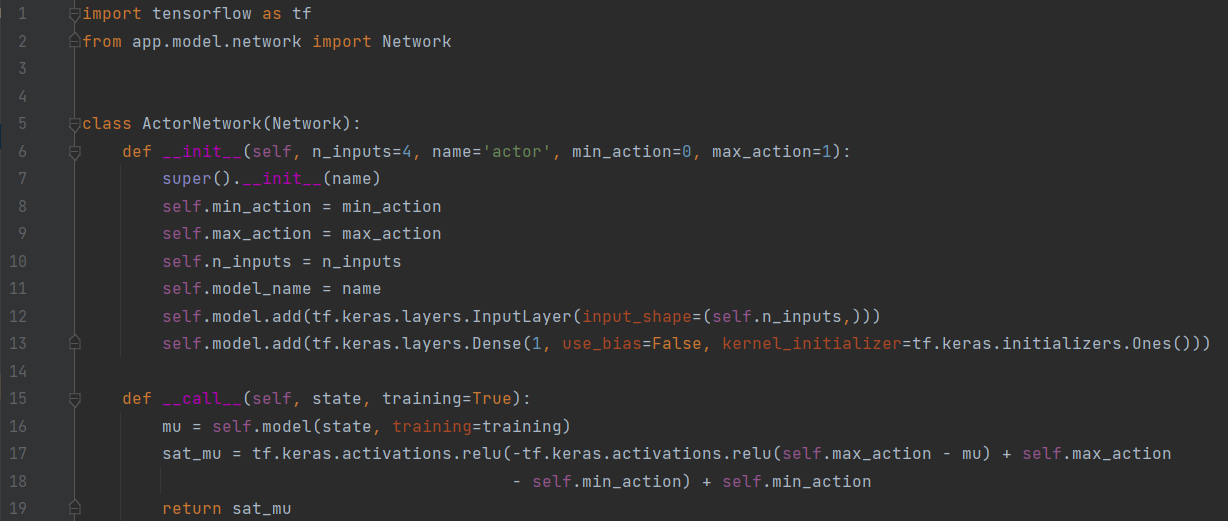 1 import tensorflow as tf
2 from app.model.network import Network
3
4
5 class ActorNetwork(Network):
6     def __init__(self, n_inputs=4, name='actor', min_action=0, max_action=1):
7         super().__init__(name)
8         self.min_action = min_action
9         self.max_action = max_action
10         self.n_inputs = n_inputs
11         self.model_name = name
12         self.model.add(tf.keras.layers.InputLayer(input_shape=(self.n_inputs,)))
13         self.model.add(tf.keras.layers.Dense(1, use_bias=False, kernel_initializer=tf.keras.initializers.Ones()))
14
15     def __call__(self, state, training=True):
16         mu = self.model(state, training=training)
17         sat_mu = tf.keras.activations.relu(-tf.keras.activations.relu(self.max_action - mu) + self.max_action
18                                            - self.min_action) + self.min_action
19         return sat_mu